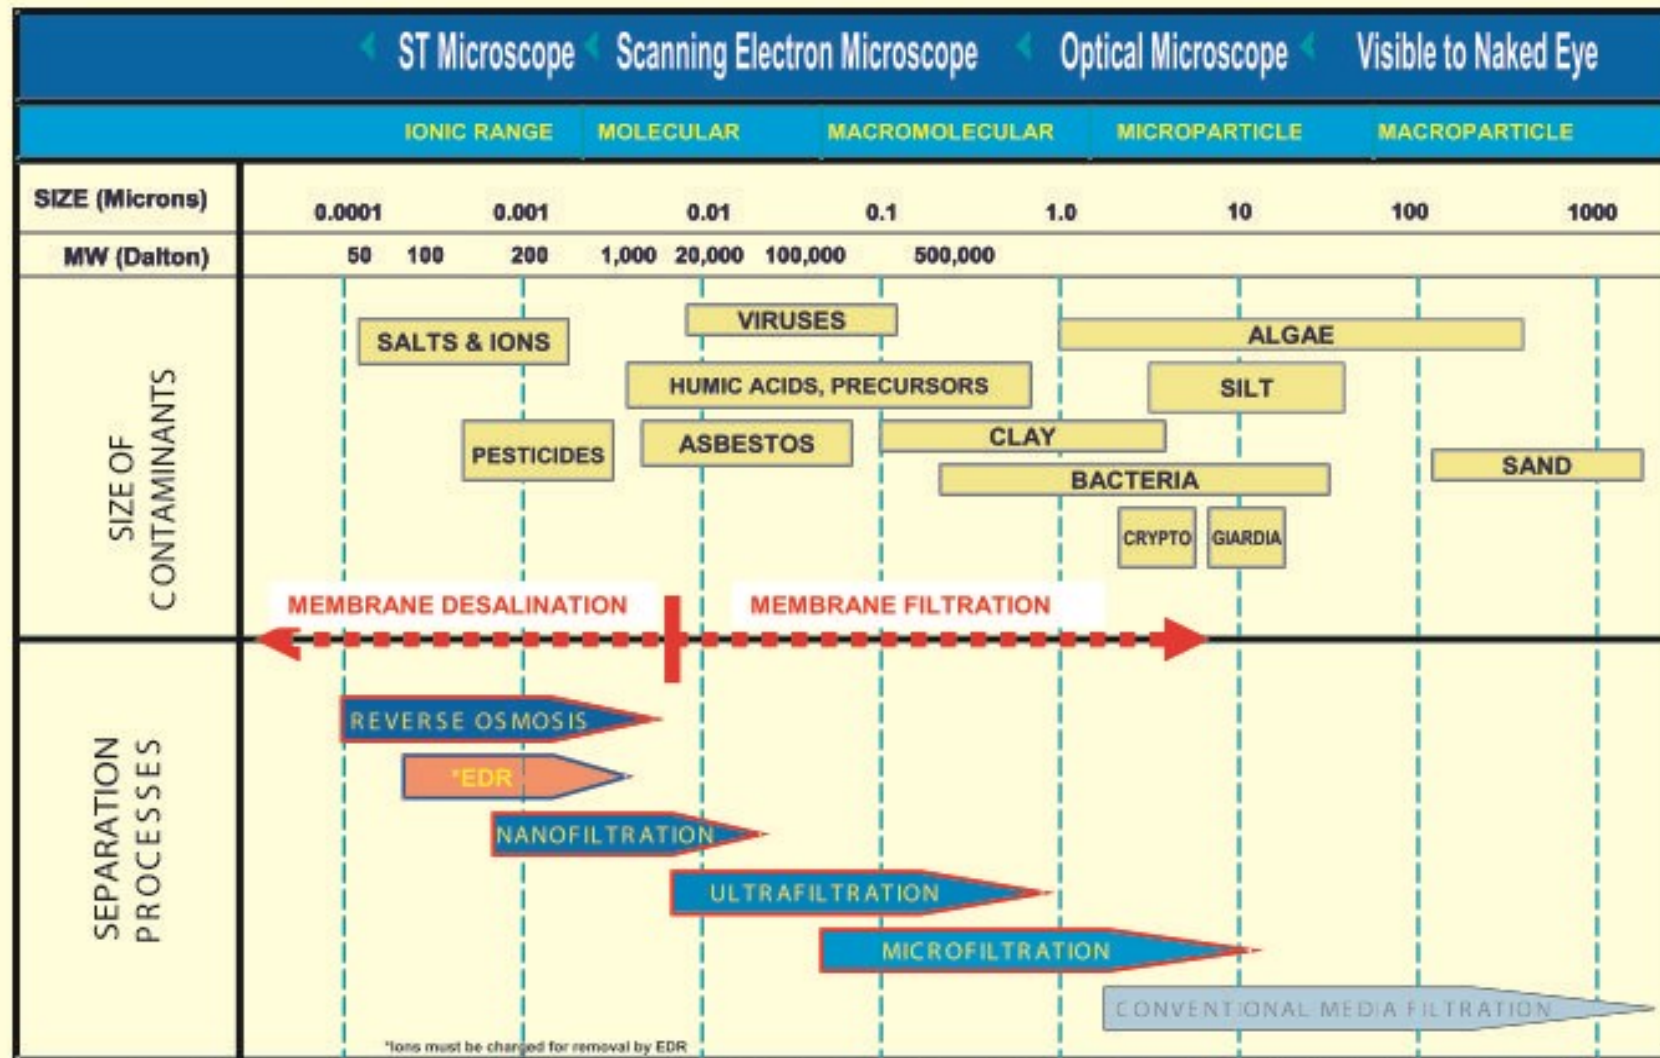 ST Microscope Scanning Electron Microscope Optical Microscope Visible to Naked Eye
IONIC RANGE MOLECULAR MACROMOLECULAR MICROPARTICLE MACROPARTICLE
SIZE (Microns) 0.0001 0.001 0.01 0.1 1.0 10 100 1000
MW (Dalton) 50 100 200 1,000 20,000 100,000 500,000
SIZE OF
CONTAMINANTS
VIRUSES
SALTS & IONS
ALGAE
HUMIC ACIDS, PRECURSORS
SILT
PESTICIDES
ASBESTOS
CLAY
SAND
BACTERIA
CRYPTO
GIARDIA
MEMBRANE DESALINATION
MEMBRANE FILTRATION
SEPARATION
PROCESSES
REVERSE OSMOSIS
*EDR
NANOFILTRATION
ULTRAFILTRATION
MICROFILTRATION
CONVENTIONAL MEDIA FILTRATION
*Ions must be charged for removal by EDR